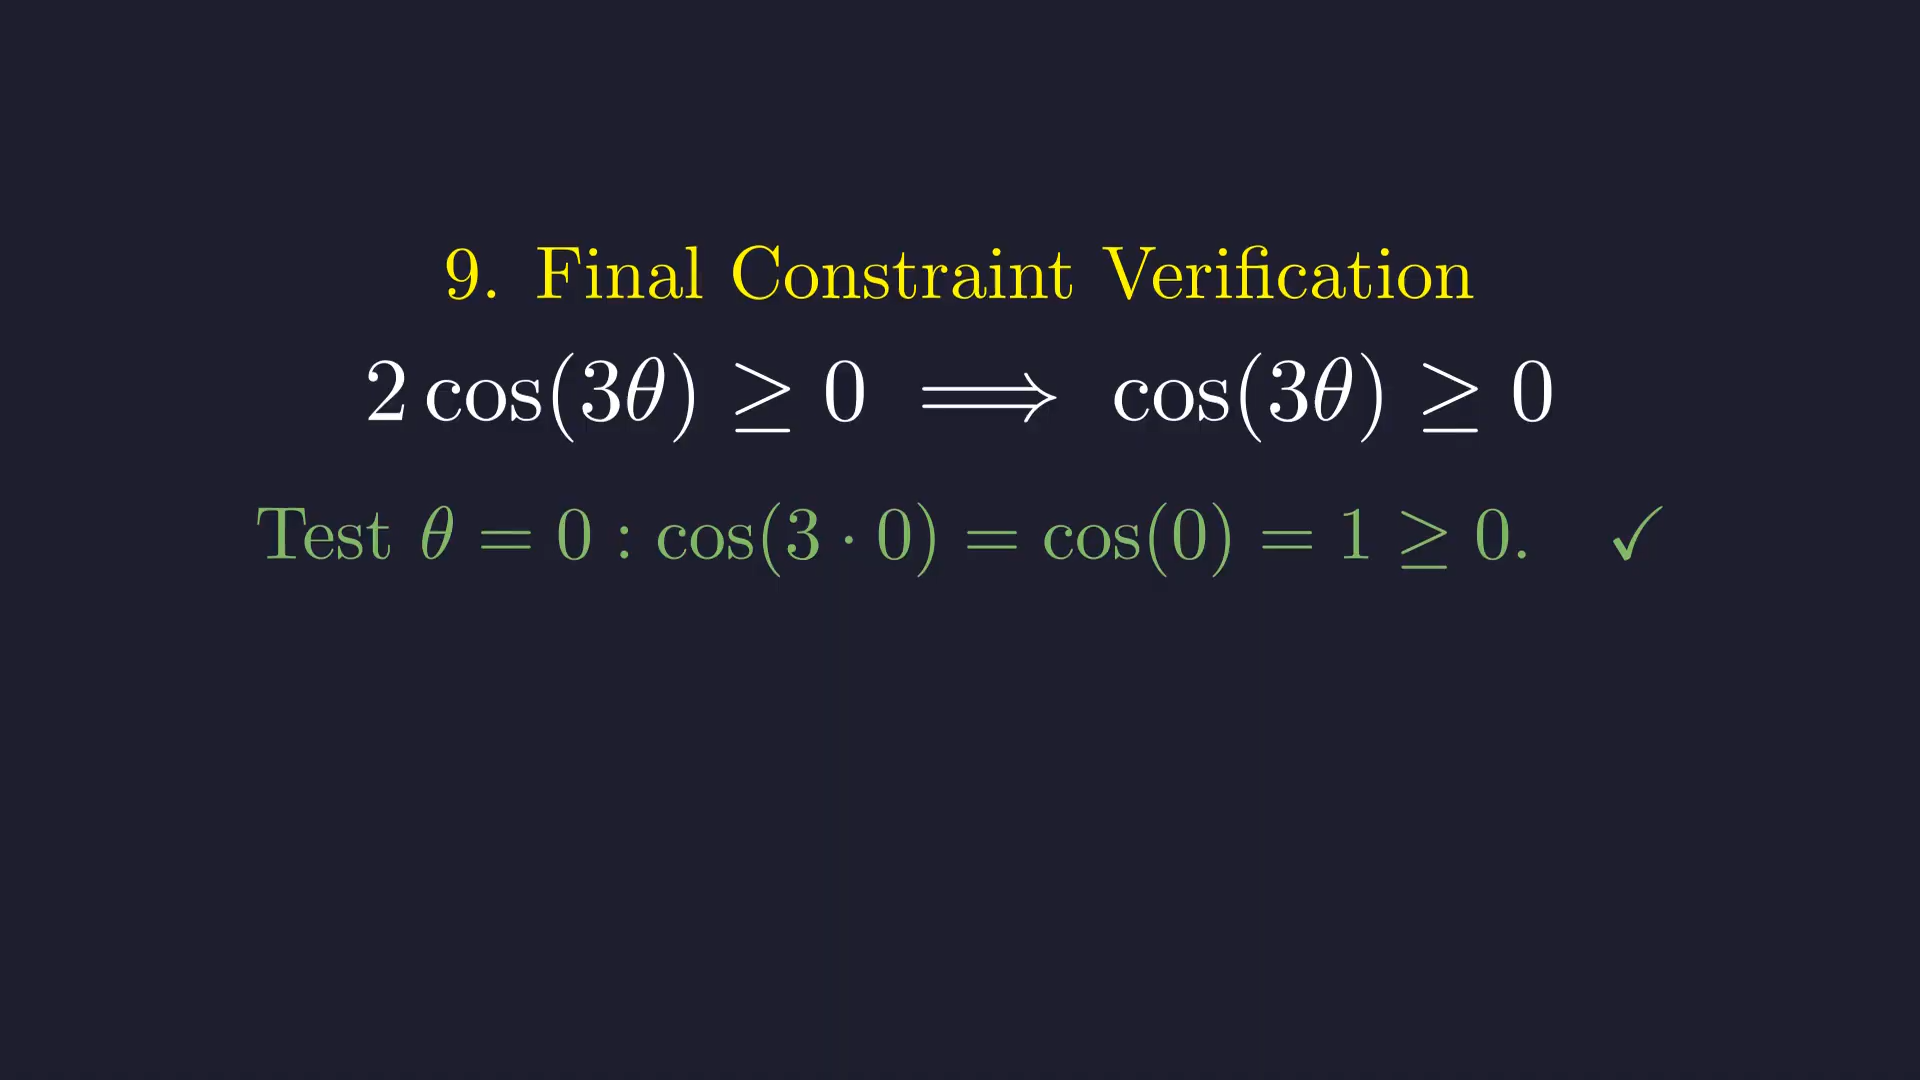 9. Final Constraint Verification
2 cos(3θ) ≥ 0 ⟹ cos(3θ) ≥ 0
Test θ = 0 : cos(3 · 0) = cos(0) = 1 ≥ 0. ✓